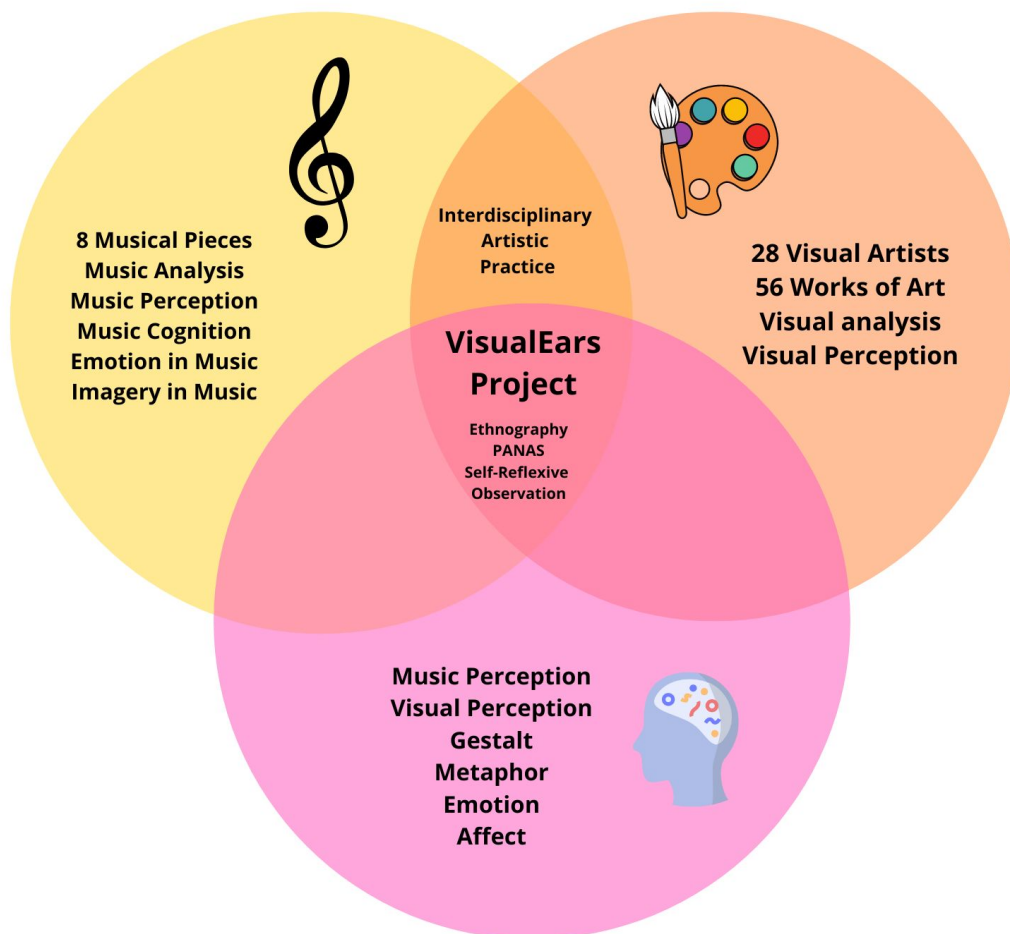 8 Musical Pieces
Music Analysis
Music Perception
Music Cognition
Emotion in Music
Imagery in Music
Interdisciplinary
Artistic
Practice
28 Visual Artists
56 Works of Art
Visual analysis
Visual Perception
VisualEars
Project
Ethnography
PANAS
Self-Reflexive
Observation
Music Perception
Visual Perception
Gestalt
Metaphor
Emotion
Affect